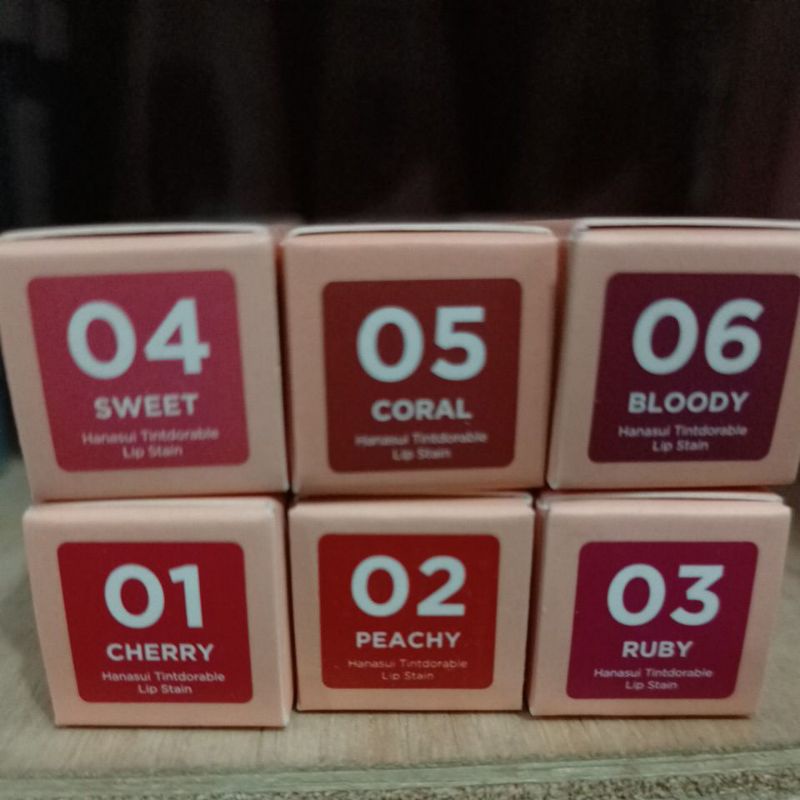 04
SWEET
Hanasui Tintdorable
Lip Stain
05
CORAL
Hanasui Tintdorable
Lip Stain
06
BLOODY
Hanasui Tintdorable
Lip Stain
01
CHERRY
Hanasui Tintdorable
Lip Stain
02
PEACHY
Hanasui Tintdorable
Lip Stain
03
RUBY
Hanasui Tintdorable
Lip Stain